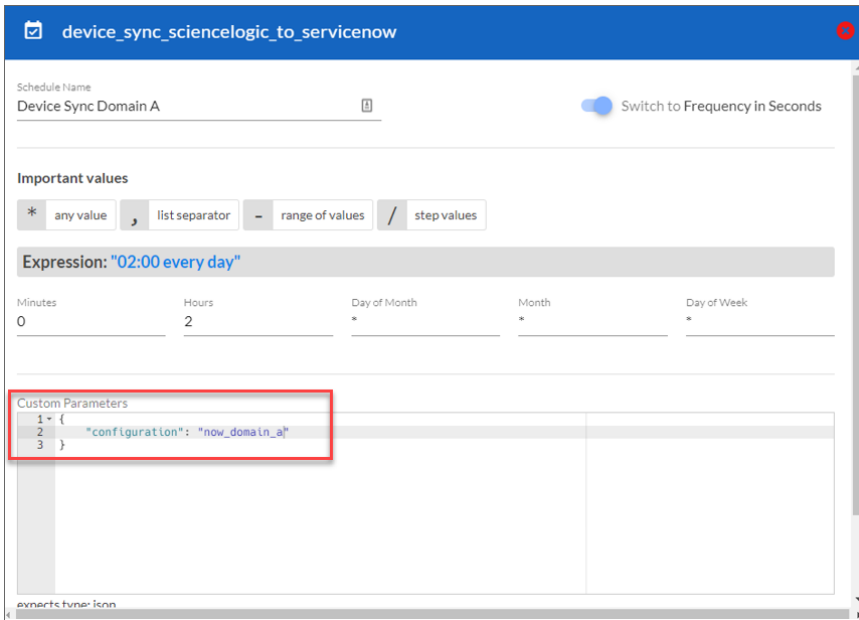 device_sync_sciencelogic_to_servicenow
Schedule Name
Device Sync Domain A
Switch to Frequency in Seconds
Important values
* any value , list separator - range of values / step values
Expression: "02:00 every day"
Minutes Hours Day of Month Month Day of Week
0 2 * * *
Custom Parameters
1 {
2 "configuration": "now_domain_a"
3 }
expects type: json